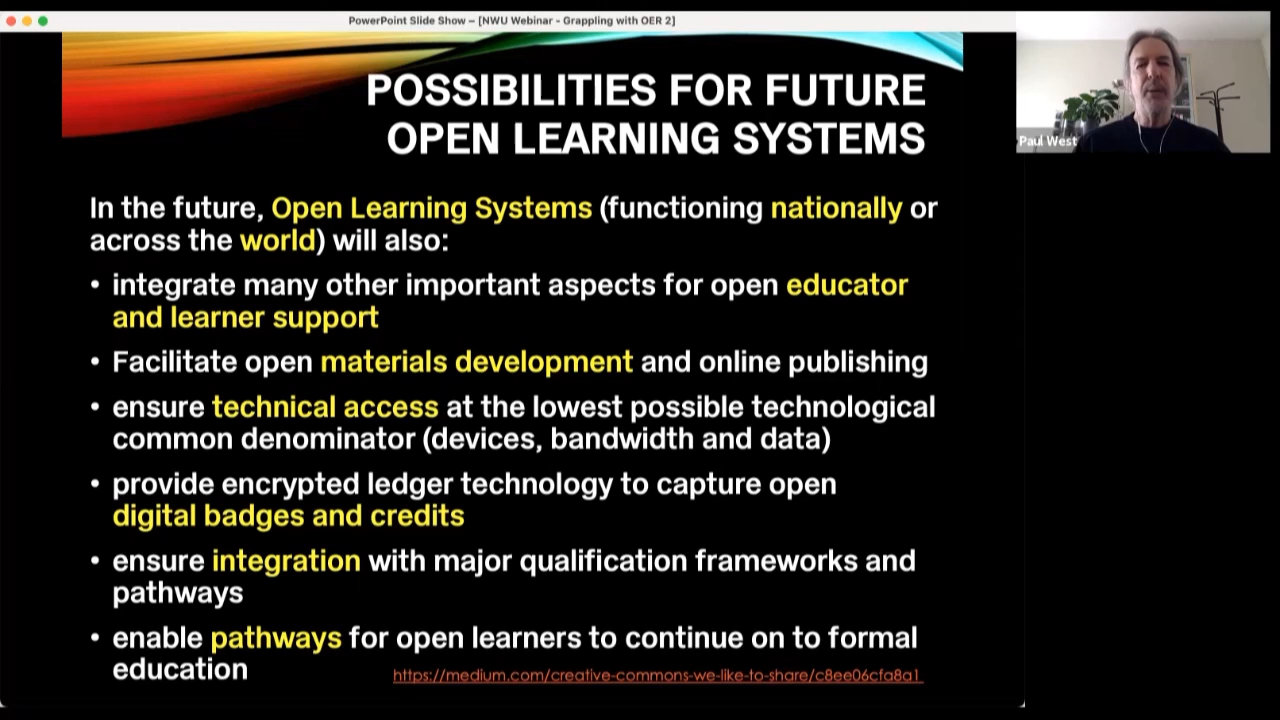 PowerPoint Slide Show – [NWU Webinar - Grappling with OER 2]
POSSIBILITIES FOR FUTURE
OPEN LEARNING SYSTEMS
Paul West
In the future, Open Learning Systems (functioning nationally or
across the world) will also:
• integrate many other important aspects for open educator
and learner support
• Facilitate open materials development and online publishing
• ensure technical access at the lowest possible technological
common denominator (devices, bandwidth and data)
• provide encrypted ledger technology to capture open
digital badges and credits
• ensure integration with major qualification frameworks and
pathways
• enable pathways for open learners to continue on to formal
education
https://medium.com/creative-commons-we-like-to-share/c8ee06cfa8a1